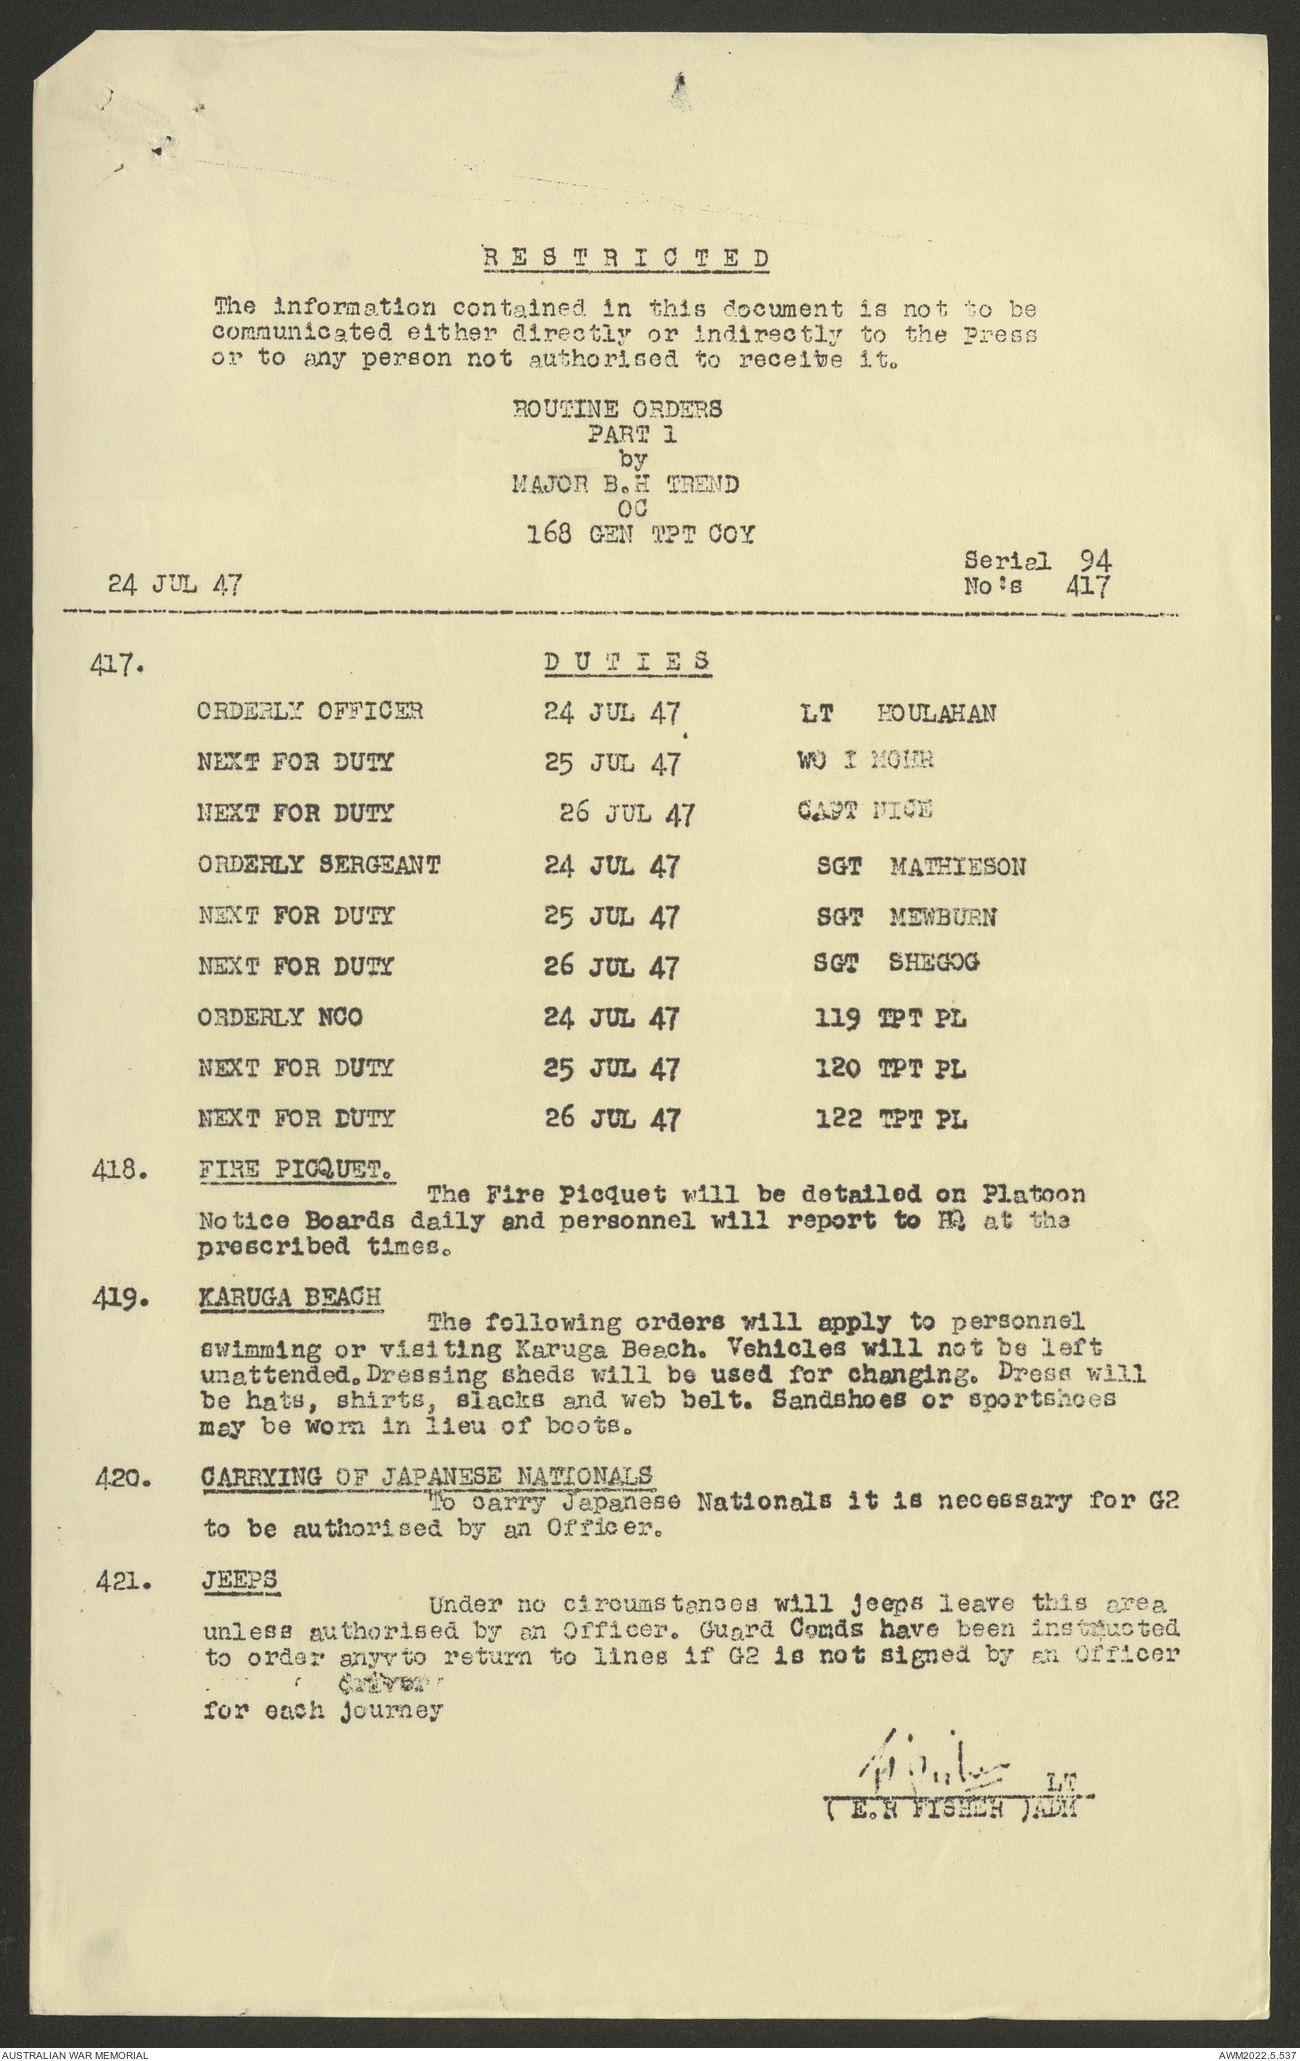 RESTRICTED
The information contained in this document is not to be
communicated either directly or indirectly to the Press
or to any person not authorised to receive it.
ROUTINE ORDERS
PART 1
by
MAJOR B.H TREND
OC
168 GEN TPT COY
Serial 94
24 JUL 47 No's 417
417. DUTIES
ORDERLY OFFICER 24 JUL 47 LT HOULAHAN
NEXT FOR DUTY 25 JUL 47 WO I MOHR
NEXT FOR DUTY 26 JUL 47 CAPT NICE
ORDERLY SERGEANT 24 JUL 47 SGT MATHIESON
NEXT FOR DUTY 25 JUL 47 SGT MEWBURN
NEXT FOR DUTY 26 JUL 47 SGT SHEGOG
ORDERLY NCO 24 JUL 47 119 TPT PL
NEXT FOR DUTY 25 JUL 47 120 TPT PL
NEXT FOR DUTY 26 JUL 47 122 TPT PL
418. FIRE PICQUET.
The Fire Picquet will be detailed on Platoon
Notice Boards daily and personnel will report to HQ at the
prescribed times.
419. KARUGA BEACH
The following orders will apply to personnel
swimming or visiting Karuga Beach. Vehicles will not be left
unattended. Dressing sheds will be used for changing. Dress will
be hats, shirts, slacks and web belt. Sandshoes or sportshoes
may be worn in lieu of boots.
420. CARRYING OF JAPANESE NATIONALS
To carry Japanese Nationals it is necessary for G2
to be authorised by an Officer.
421. JEEPS
Under no circumstances will jeeps leave this area
unless authorised by an Officer. Guard Comds have been instructed
to order anyvto return to lines if G2 is not signed by an Officer
driver
for each journey
LT
( E.R FISHER )ADM
AUSTRALIAN WAR MEMORIAL AWM2022.5.537